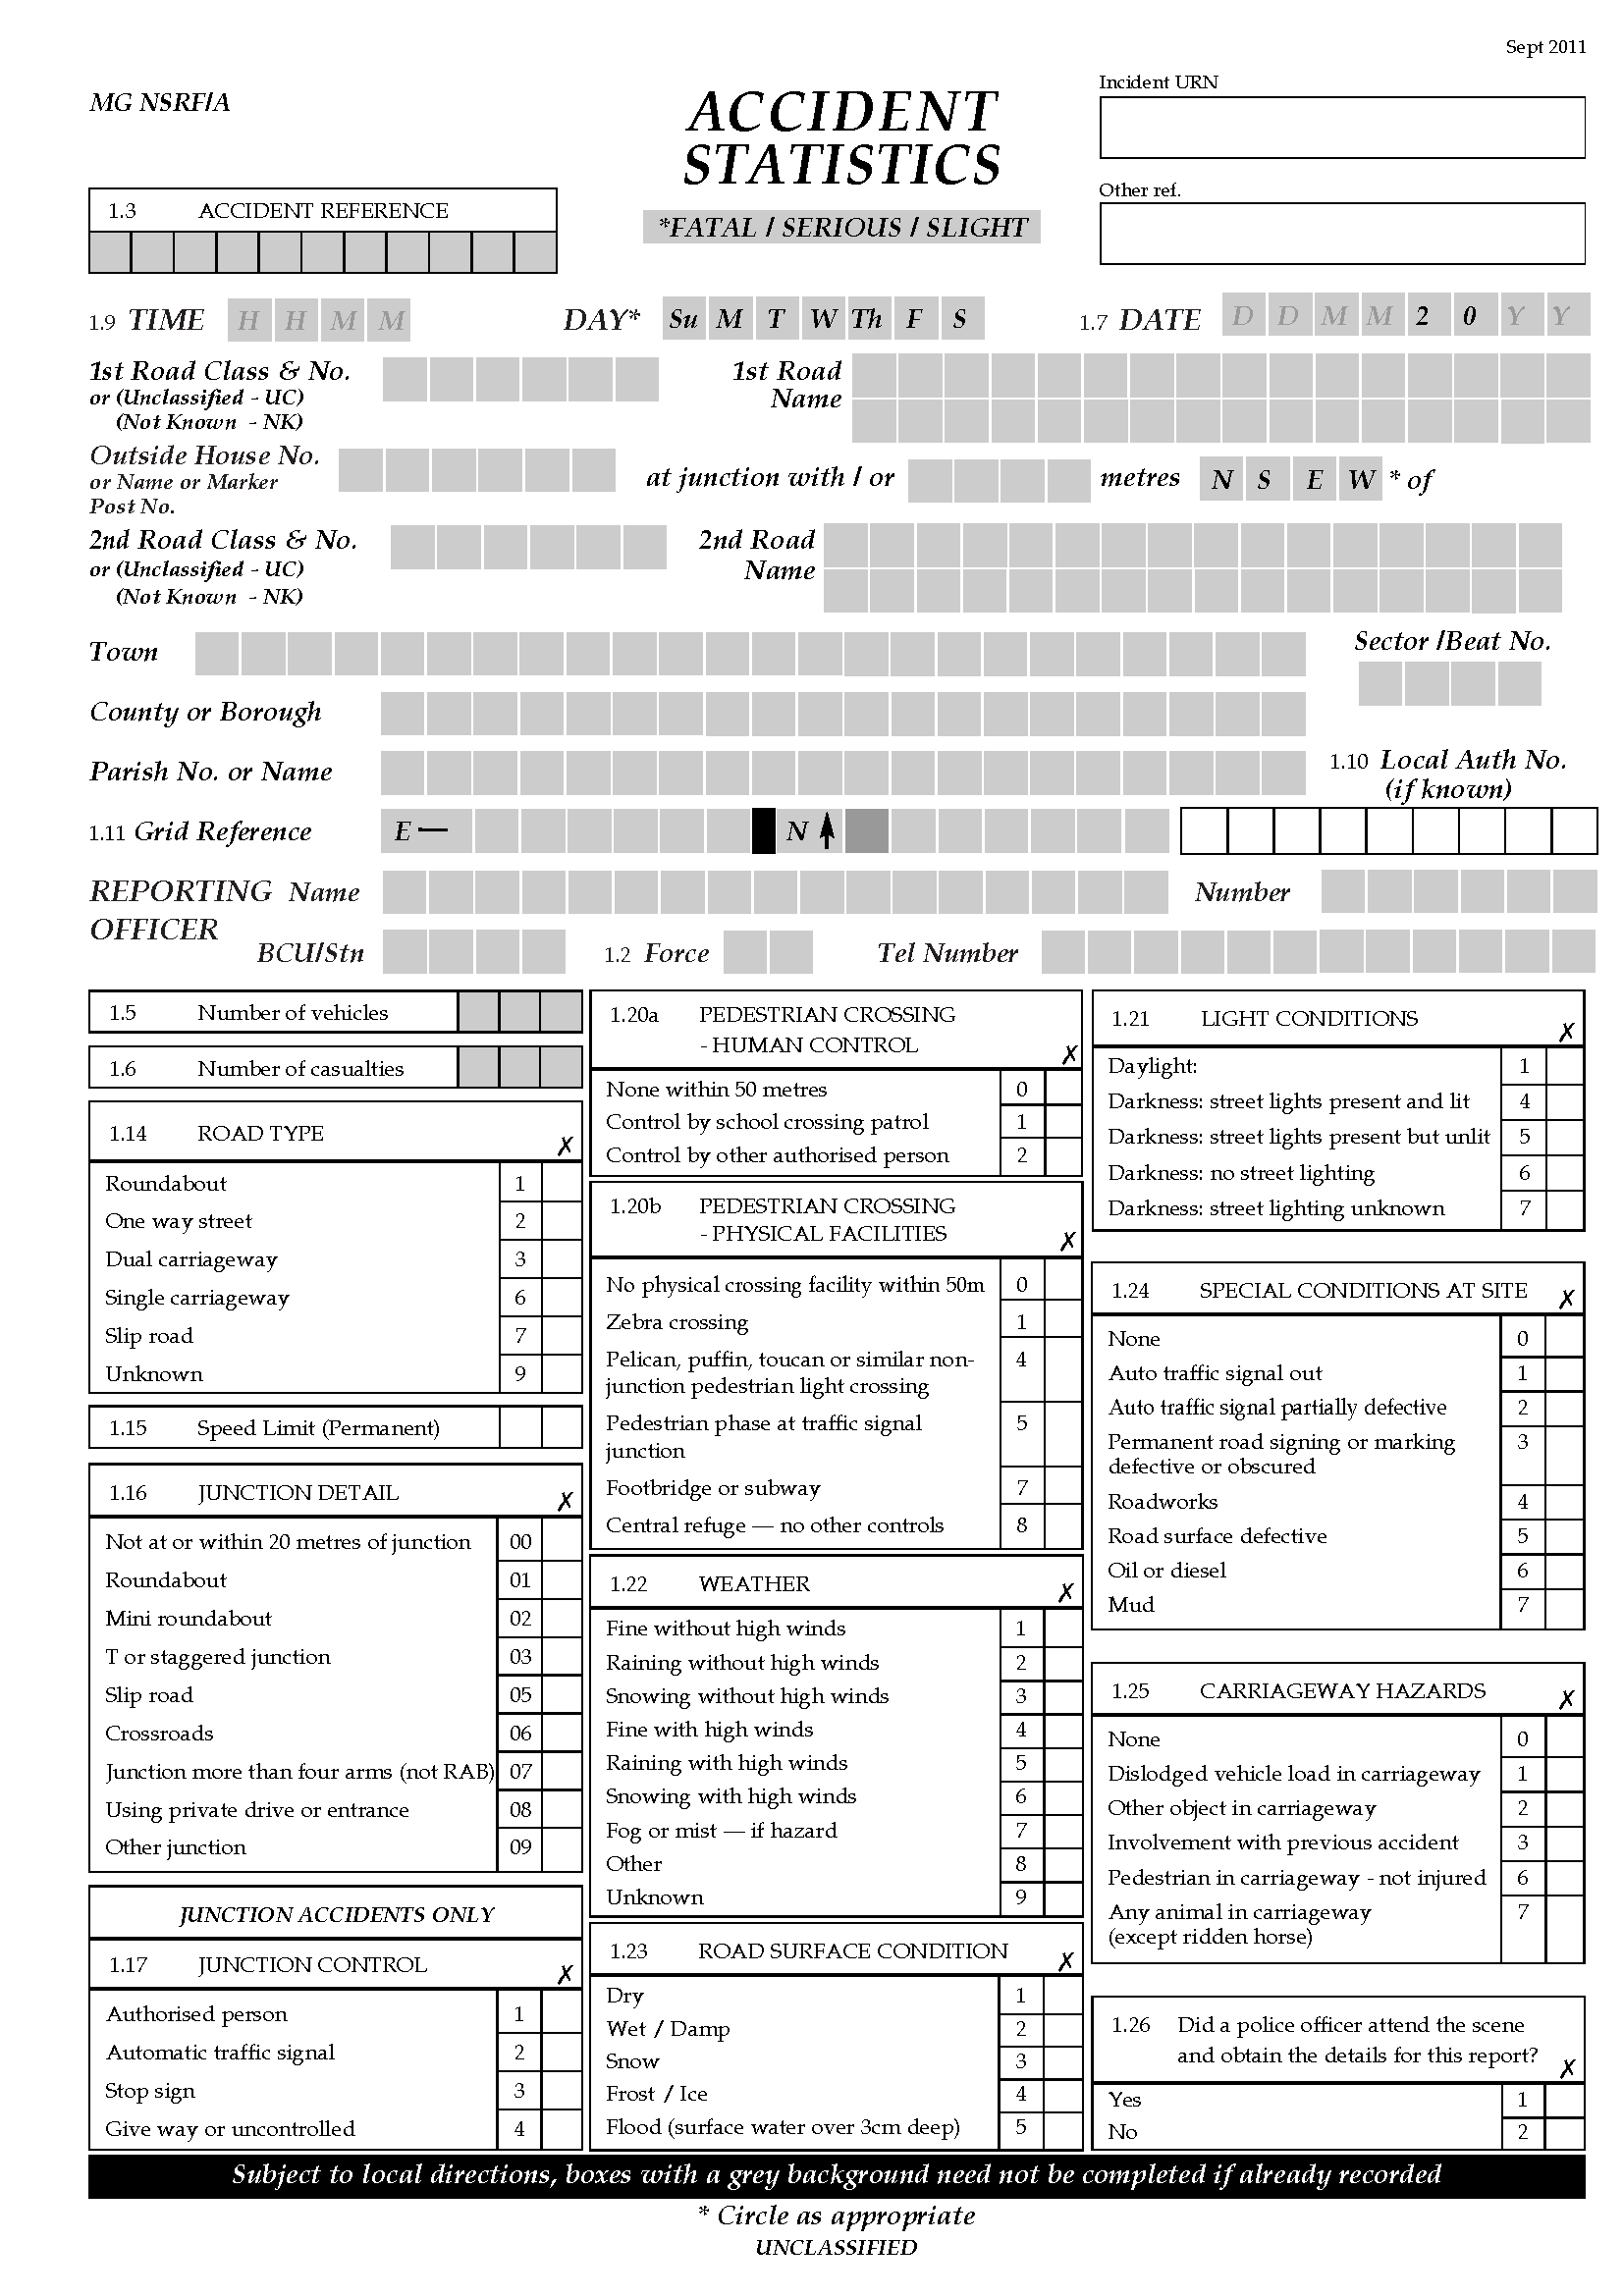 Sept 2011
MG NSRF/A
ACCIDENT
STATISTICS
Incident URN
Other ref.
1.3 ACCIDENT REFERENCE
*FATAL / SERIOUS / SLIGHT
1.9 TIME H H M M DAY* Su M T W Th F S 1.7 DATE D D M M 2 0 Y Y
1st Road Class & No.
or (Unclassified - UC)
(Not Known - NK)
1st Road
Name
Outside House No.
or Name or Marker
Post No.
at junction with / or metres N S E W * of
2nd Road Class & No.
or (Unclassified - UC)
(Not Known - NK)
2nd Road
Name
Town
Sector /Beat No.
County or Borough
Parish No. or Name
1.10 Local Auth No.
(if known)
1.11 Grid Reference E N
REPORTING Name Number
OFFICER
BCU/Stn 1.2 Force Tel Number
1.5 Number of vehicles
1.6 Number of casualties
1.14 ROAD TYPE ✗
Roundabout 1
One way street 2
Dual carriageway 3
Single carriageway 6
Slip road 7
Unknown 9
1.15 Speed Limit (Permanent)
1.16 JUNCTION DETAIL ✗
Not at or within 20 metres of junction 00
Roundabout 01
Mini roundabout 02
T or staggered junction 03
Slip road 05
Crossroads 06
Junction more than four arms (not RAB) 07
Using private drive or entrance 08
Other junction 09
JUNCTION ACCIDENTS ONLY
1.17 JUNCTION CONTROL ✗
Authorised person 1
Automatic traffic signal 2
Stop sign 3
Give way or uncontrolled 4
1.20a PEDESTRIAN CROSSING
- HUMAN CONTROL ✗
None within 50 metres 0
Control by school crossing patrol 1
Control by other authorised person 2
1.20b PEDESTRIAN CROSSING
- PHYSICAL FACILITIES ✗
No physical crossing facility within 50m 0
Zebra crossing 1
Pelican, puffin, toucan or similar non- 4
junction pedestrian light crossing
Pedestrian phase at traffic signal 5
junction
Footbridge or subway 7
Central refuge — no other controls 8
1.22 WEATHER ✗
Fine without high winds 1
Raining without high winds 2
Snowing without high winds 3
Fine with high winds 4
Raining with high winds 5
Snowing with high winds 6
Fog or mist — if hazard 7
Other 8
Unknown 9
1.23 ROAD SURFACE CONDITION ✗
Dry 1
Wet / Damp 2
Snow 3
Frost / Ice 4
Flood (surface water over 3cm deep) 5
1.21 LIGHT CONDITIONS ✗
Daylight: 1
Darkness: street lights present and lit 4
Darkness: street lights present but unlit 5
Darkness: no street lighting 6
Darkness: street lighting unknown 7
1.24 SPECIAL CONDITIONS AT SITE ✗
None 0
Auto traffic signal out 1
Auto traffic signal partially defective 2
Permanent road signing or marking 3
defective or obscured
Roadworks 4
Road surface defective 5
Oil or diesel 6
Mud 7
1.25 CARRIAGEWAY HAZARDS ✗
None 0
Dislodged vehicle load in carriageway 1
Other object in carriageway 2
Involvement with previous accident 3
Pedestrian in carriageway - not injured 6
Any animal in carriageway 7
(except ridden horse)
1.26 Did a police officer attend the scene
and obtain the details for this report? ✗
Yes 1
No 2
Subject to local directions, boxes with a grey background need not be completed if already recorded
* Circle as appropriate
UNCLASSIFIED